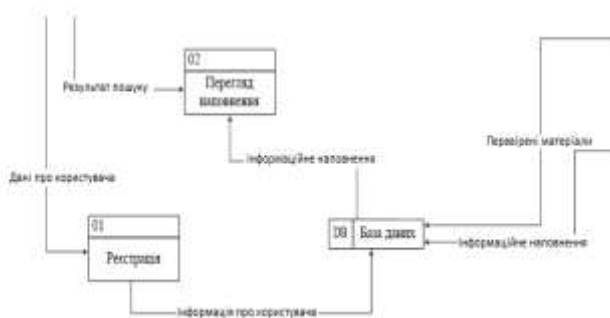 02
Перегляд
наповнення
Результат пошуку
Перевірені матеріали
Інформаційне наповнення
Дані про користувача
01
Реєстрація
DB
База даних
Інформаційне наповнення
Інформація про користувача